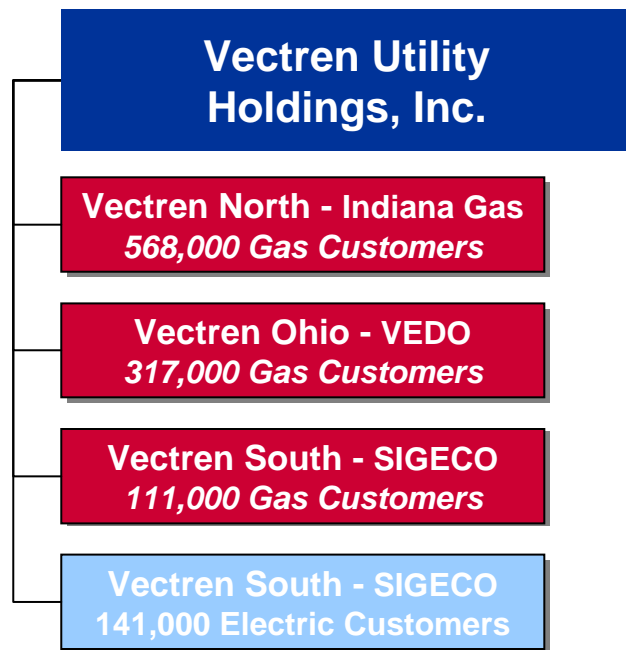 Vectren Utility
Holdings, Inc.
Vectren North - Indiana Gas
568,000 Gas Customers
Vectren Ohio - VEDO
317,000 Gas Customers
Vectren South - SIGECO
111,000 Gas Customers
Vectren South - SIGECO
141,000 Electric Customers